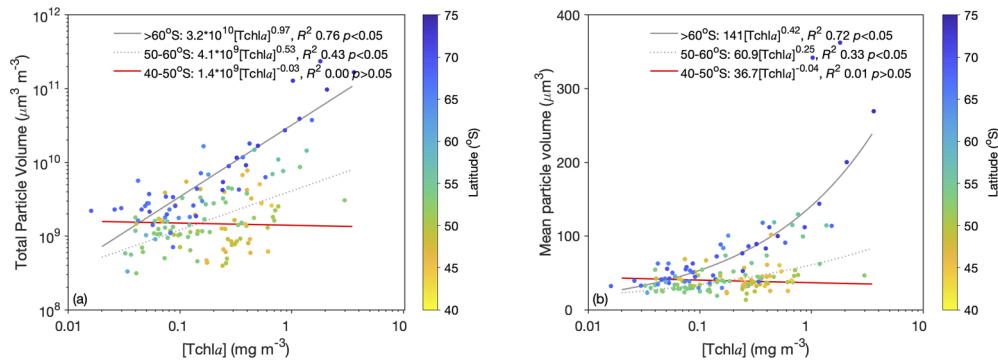 >60°S: 3.2*10^10[Tchla]^0.97, R^2 0.76 p<0.05
50-60°S: 4.1*10^9[Tchla]^0.53, R^2 0.43 p<0.05
40-50°S: 1.4*10^9[Tchla]^-0.03, R^2 0.00 p>0.05
Total Particle Volume (µm^3 m^-3)
10^12
10^11
10^10
10^9
10^8
(a)
0.01
0.1
1
10
[Tchla] (mg m^-3)
75
70
65
60
55
50
45
40
Latitude (°S)
>60°S: 141[Tchla]^0.42, R^2 0.72 p<0.05
50-60°S: 60.9[Tchla]^0.25, R^2 0.33 p<0.05
40-50°S: 36.7[Tchla]^-0.04, R^2 0.01 p>0.05
Mean particle volume (µm^3)
400
300
200
100
0
(b)
0.01
0.1
1
10
[Tchla] (mg m^-3)
75
70
65
60
55
50
45
40
Latitude (°S)